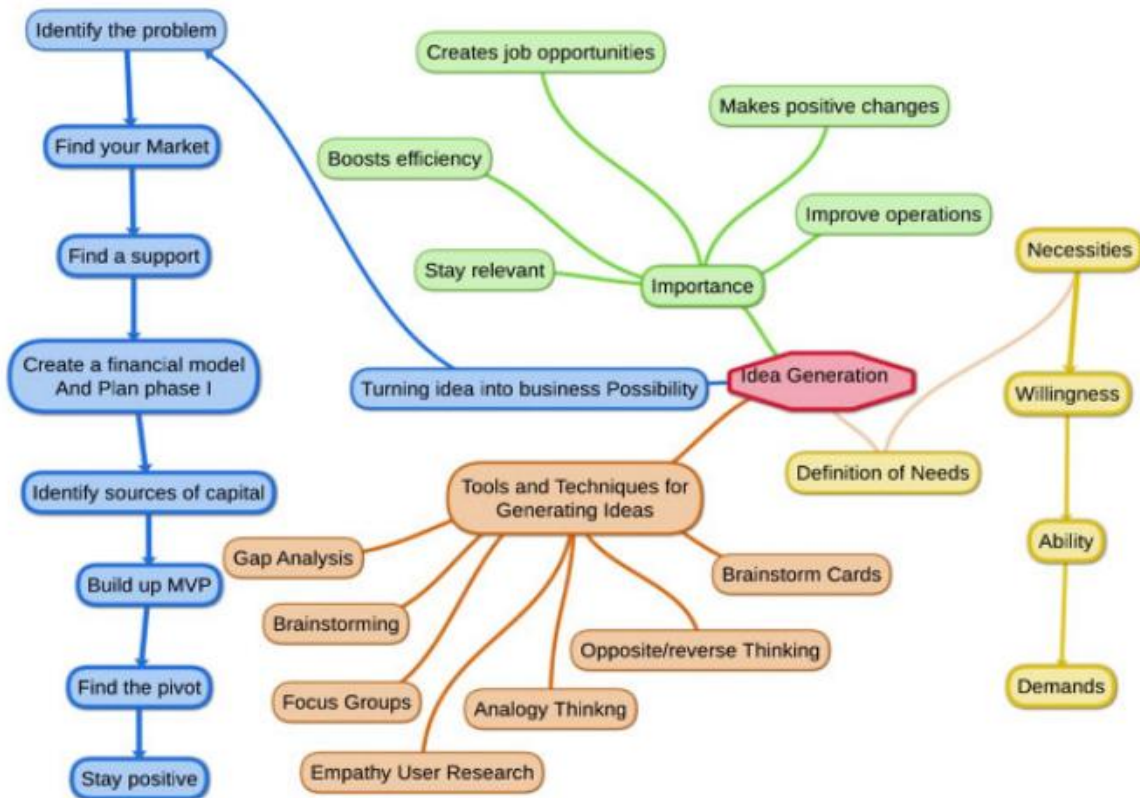 Identify the problem
Find your Market
Find a support
Create a financial model
And Plan phase I
Identify sources of capital
Build up MVP
Find the pivot
Stay positive
Creates job opportunities
Makes positive changes
Boosts efficiency
Improve operations
Stay relevant
Importance
Idea Generation
Turning idea into business Possibility
Tools and Techniques for
Generating Ideas
Gap Analysis
Brainstorming
Focus Groups
Empathy User Research
Analogy Thinkng
Opposite/reverse Thinking
Brainstorm Cards
Definition of Needs
Necessities
Willingness
Ability
Demands